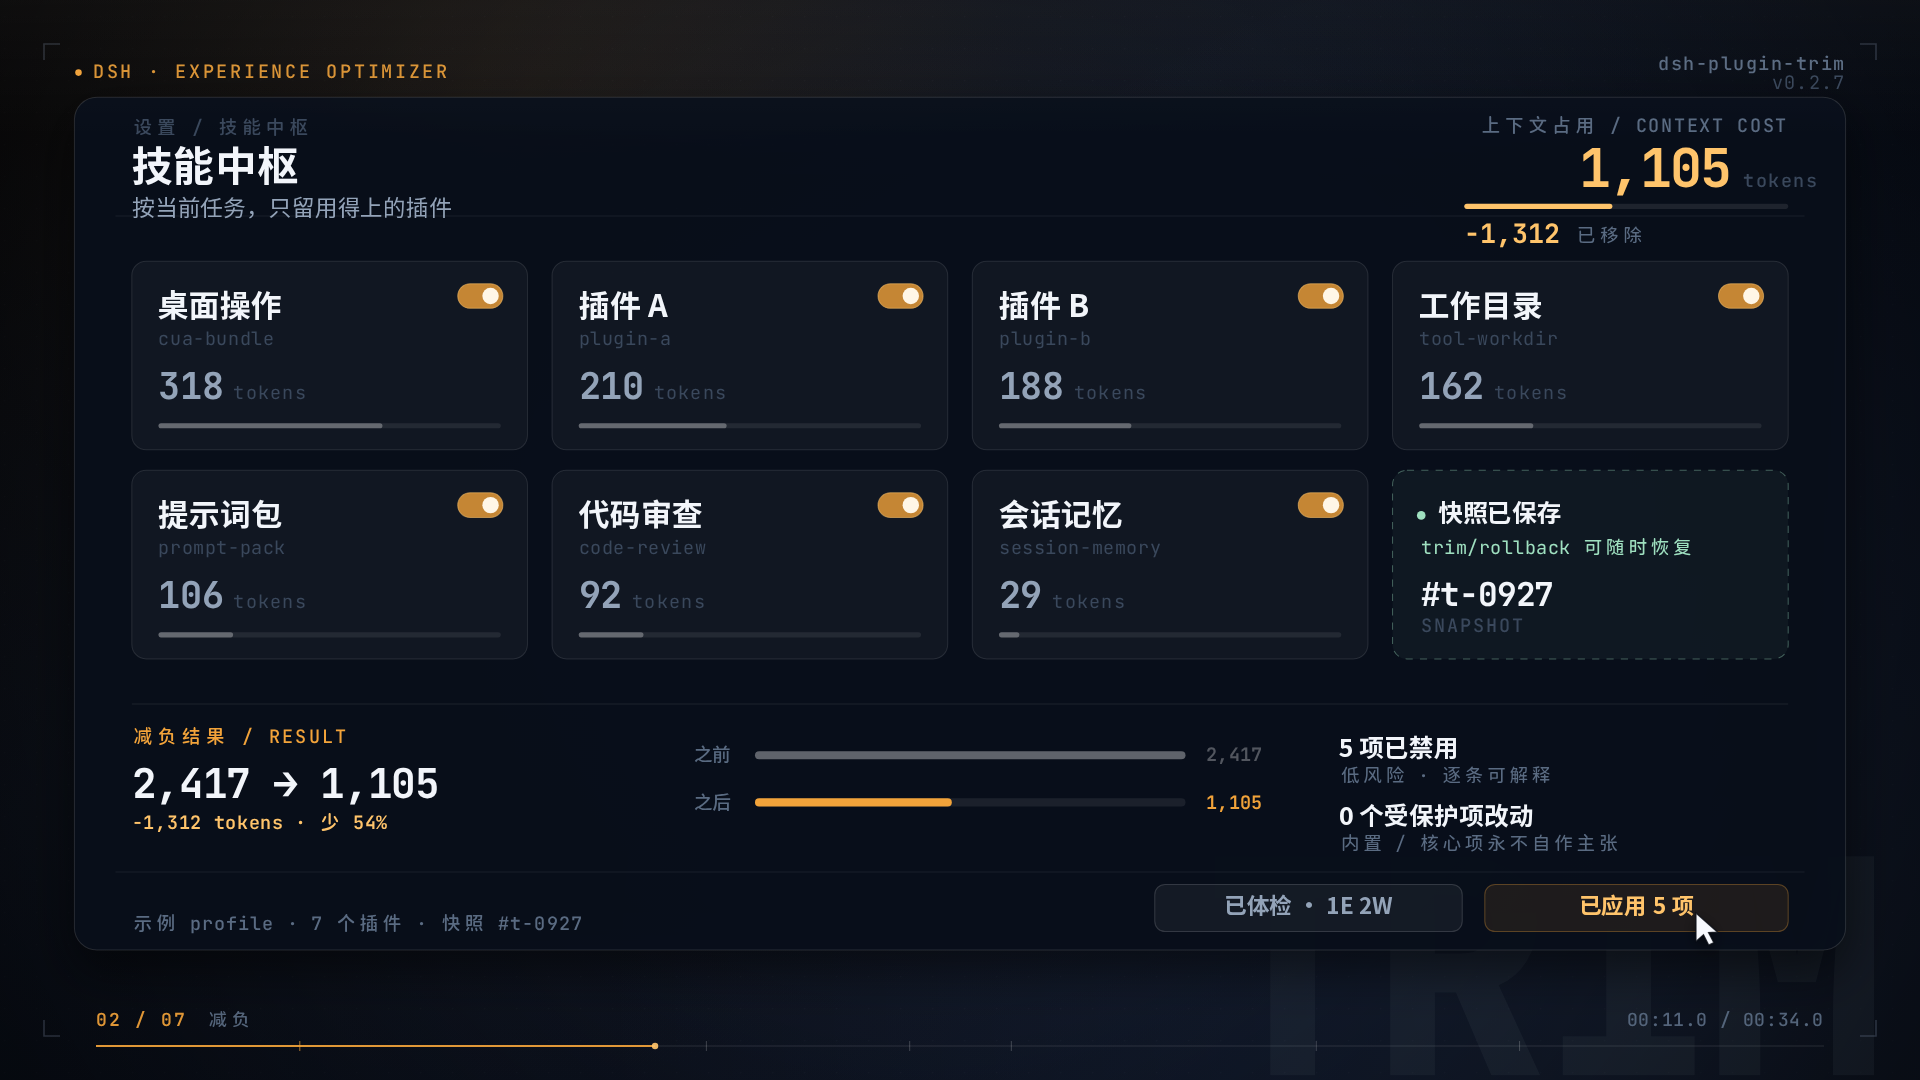 • DSH · EXPERIENCE OPTIMIZER
dsh-plugin-trim
v0.2.7
设置 / 技能中枢
技能中枢
按当前任务，只留用得上的插件
上下文占用 / CONTEXT COST
1,105 tokens
-1,312 已移除
桌面操作
cua-bundle
318 tokens
插件 A
plugin-a
210 tokens
插件 B
plugin-b
188 tokens
工作目录
tool-workdir
162 tokens
提示词包
prompt-pack
106 tokens
代码审查
code-review
92 tokens
会话记忆
session-memory
29 tokens
• 快照已保存
trim/rollback 可随时恢复
#t-0927
SNAPSHOT
减负结果 / RESULT
2,417 → 1,105
-1,312 tokens · 少 54%
之前 2,417
之后 1,105
5 项已禁用
低风险 · 逐条可解释
0 个受保护项改动
内置 / 核心项永不自作主张
示例 profile · 7 个插件 · 快照 #t-0927
已体检 · 1E 2W
已应用 5 项
TRIM
02 / 07 减负
00:11.0 / 00:34.0